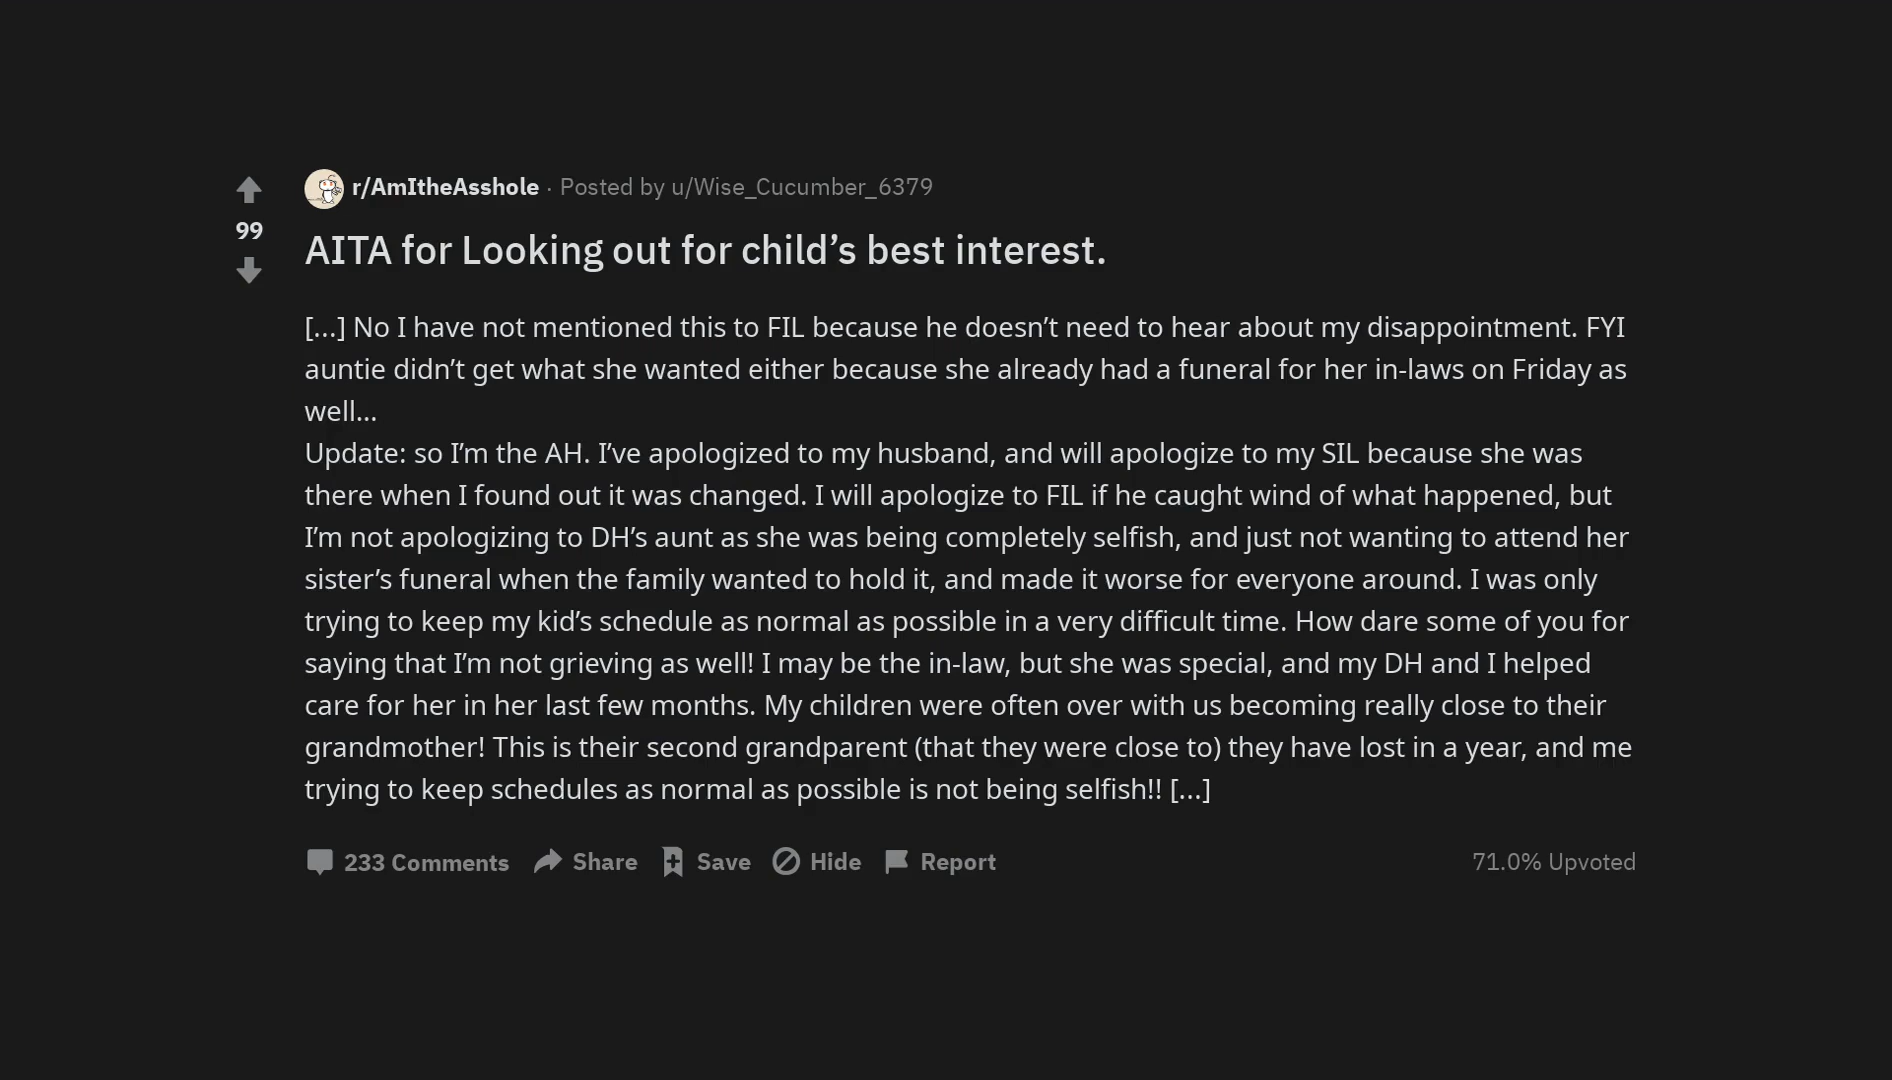 r/AmItheAsshole · Posted by u/Wise_Cucumber_6379
99
AITA for Looking out for child’s best interest.
[...] No I have not mentioned this to FIL because he doesn’t need to hear about my disappointment. FYI
auntie didn’t get what she wanted either because she already had a funeral for her in-laws on Friday as
well...
Update: so I’m the AH. I’ve apologized to my husband, and will apologize to my SIL because she was
there when I found out it was changed. I will apologize to FIL if he caught wind of what happened, but
I’m not apologizing to DH’s aunt as she was being completely selfish, and just not wanting to attend her
sister’s funeral when the family wanted to hold it, and made it worse for everyone around. I was only
trying to keep my kid’s schedule as normal as possible in a very difficult time. How dare some of you for
saying that I’m not grieving as well! I may be the in-law, but she was special, and my DH and I helped
care for her in her last few months. My children were often over with us becoming really close to their
grandmother! This is their second grandparent (that they were close to) they have lost in a year, and me
trying to keep schedules as normal as possible is not being selfish!! [...]
233 Comments Share Save Hide Report 71.0% Upvoted